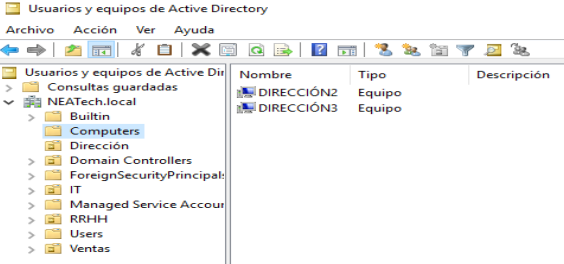 Usuarios y equipos de Active Directory
Archivo Acción Ver Ayuda
Usuarios y equipos de Active Dir
Consultas guardadas
NEATech.local
Builtin
Computers
Dirección
Domain Controllers
ForeignSecurityPrincipal:
IT
Managed Service Accour
RRHH
Users
Ventas
Nombre Tipo Descripción
DIRECCIÓN2 Equipo
DIRECCIÓN3 Equipo